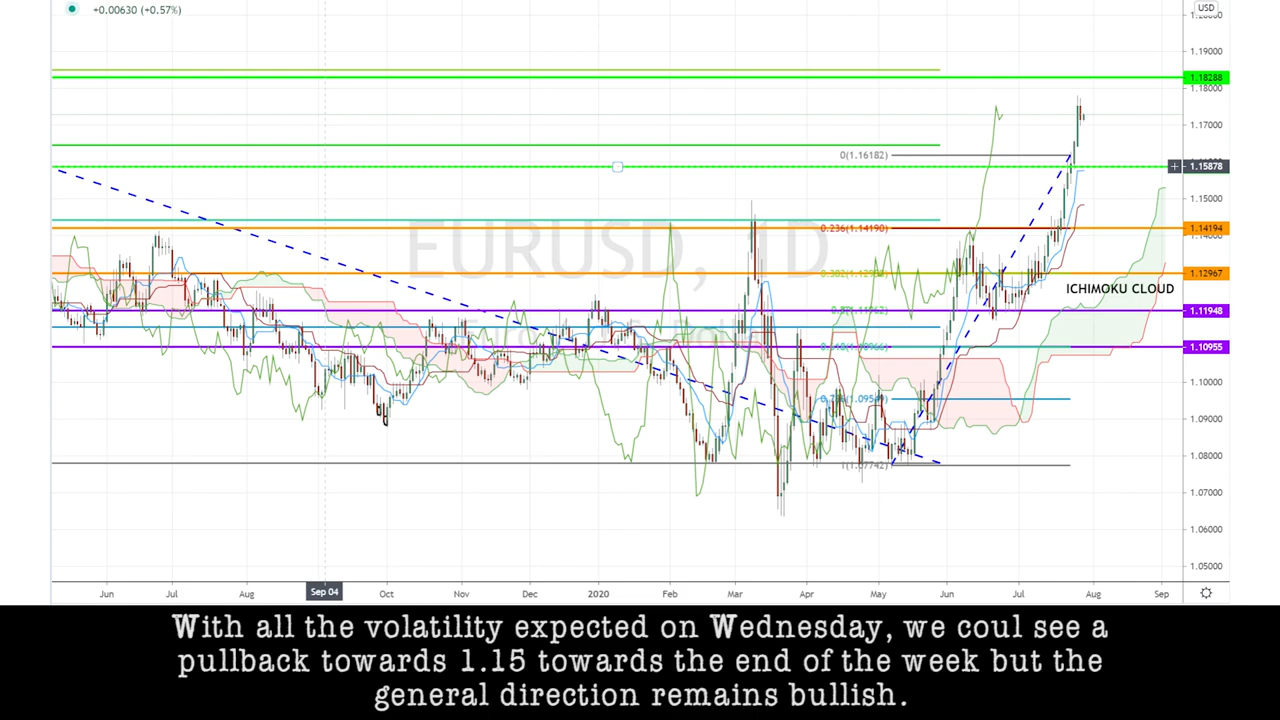 +0.00630 (+0.57%)
USD
1.19000
1.18288
1.18000
1.17000
0(1.16182)
1.15878
1.15000
EURUSD, 1D
0.236(1.14190)
1.14194
1.12967
ICHIMOKU CLOUD
1.11948
1.10955
1.10000
1.09000
1.08000
1(1.07742)
1.07000
1.06000
1.05000
Jun Jul Aug Sep 04 Oct Nov Dec 2020 Feb Mar Apr May Jun Jul Aug Sep
With all the volatility expected on Wednesday, we coul see a
pullback towards 1.15 towards the end of the week but the
general direction remains bullish.